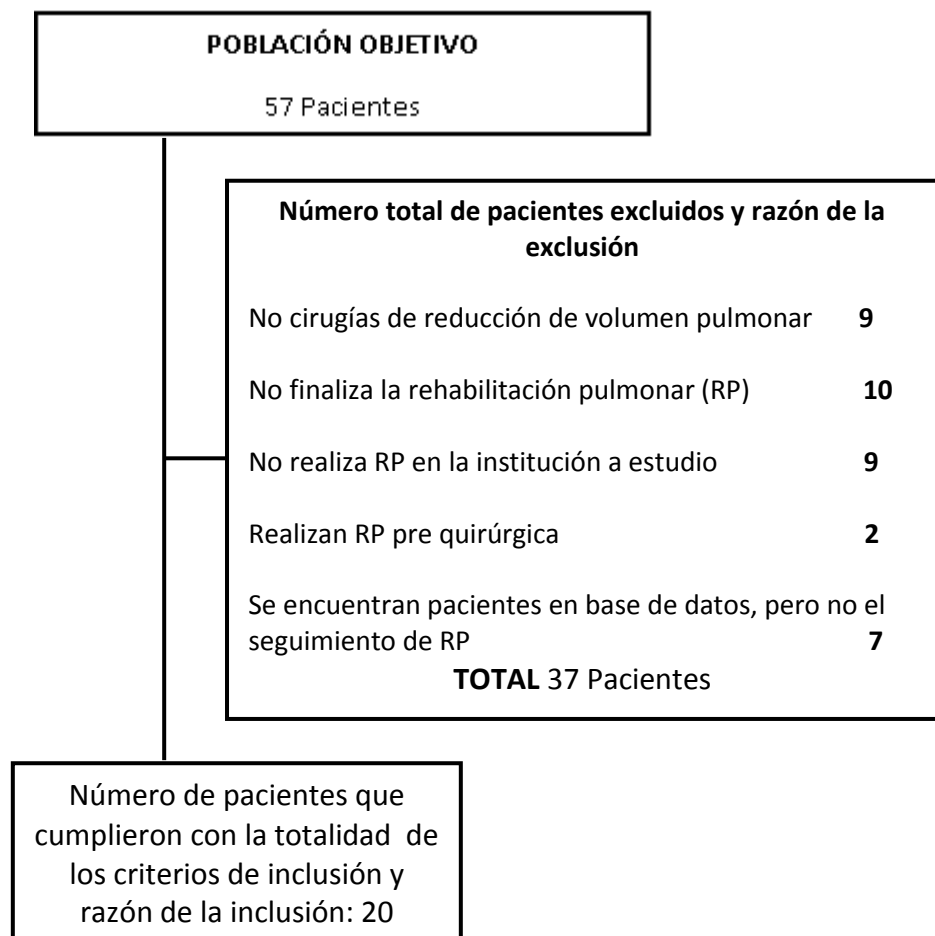 POBLACIÓN OBJETIVO
57 Pacientes
Número total de pacientes excluidos y razón de la
exclusión
No cirugías de reducción de volumen pulmonar 9
No finaliza la rehabilitación pulmonar (RP) 10
No realiza RP en la institución a estudio 9
Realizan RP pre quirúrgica 2
Se encuentran pacientes en base de datos, pero no el
seguimiento de RP 7
TOTAL 37 Pacientes
Número de pacientes que
cumplieron con la totalidad de
los criterios de inclusión y
razón de la inclusión: 20